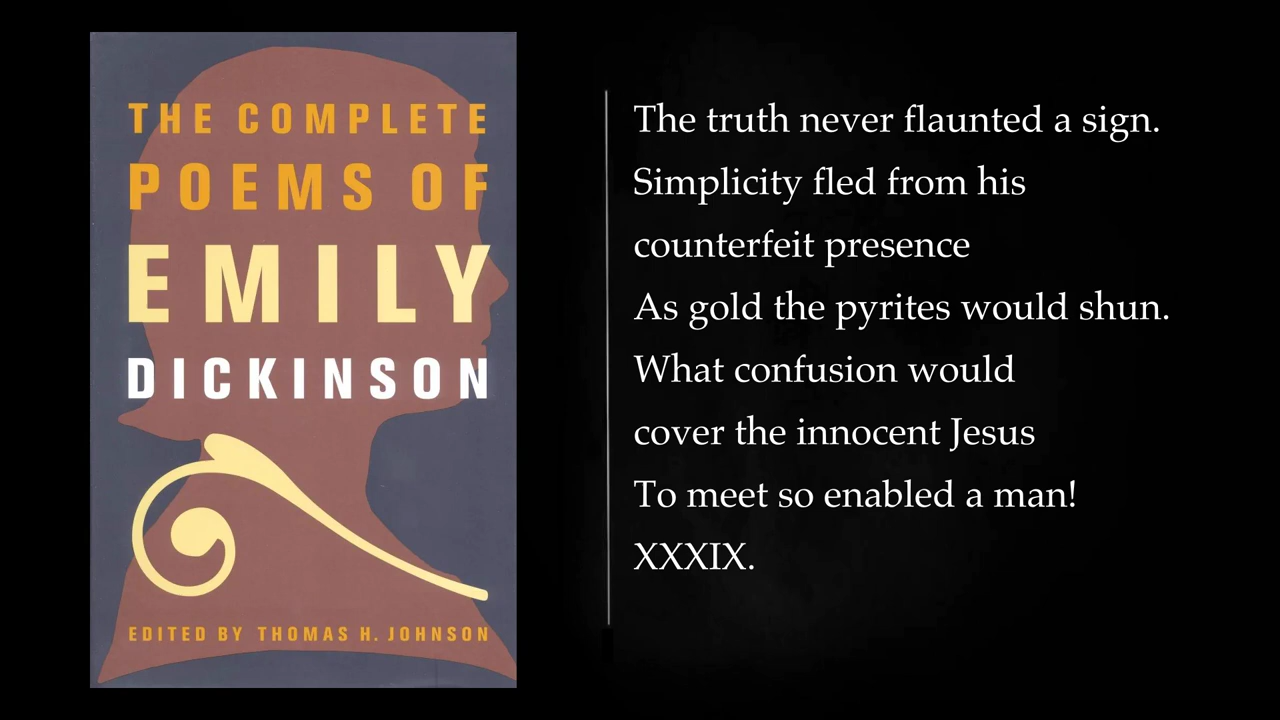 THE COMPLETE
POEMS OF
EMILY
DICKINSON
EDITED BY THOMAS H. JOHNSON
The truth never flaunted a sign.
Simplicity fled from his
counterfeit presence
As gold the pyrites would shun.
What confusion would
cover the innocent Jesus
To meet so enabled a man!
XXXIX.